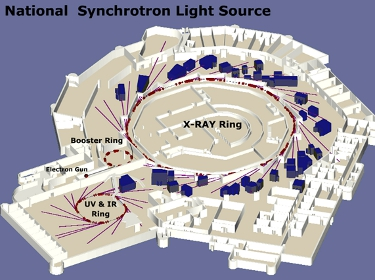 National Synchrotron Light Source
X-RAY Ring
Booster Ring
Electron Gun
UV & IR
Ring